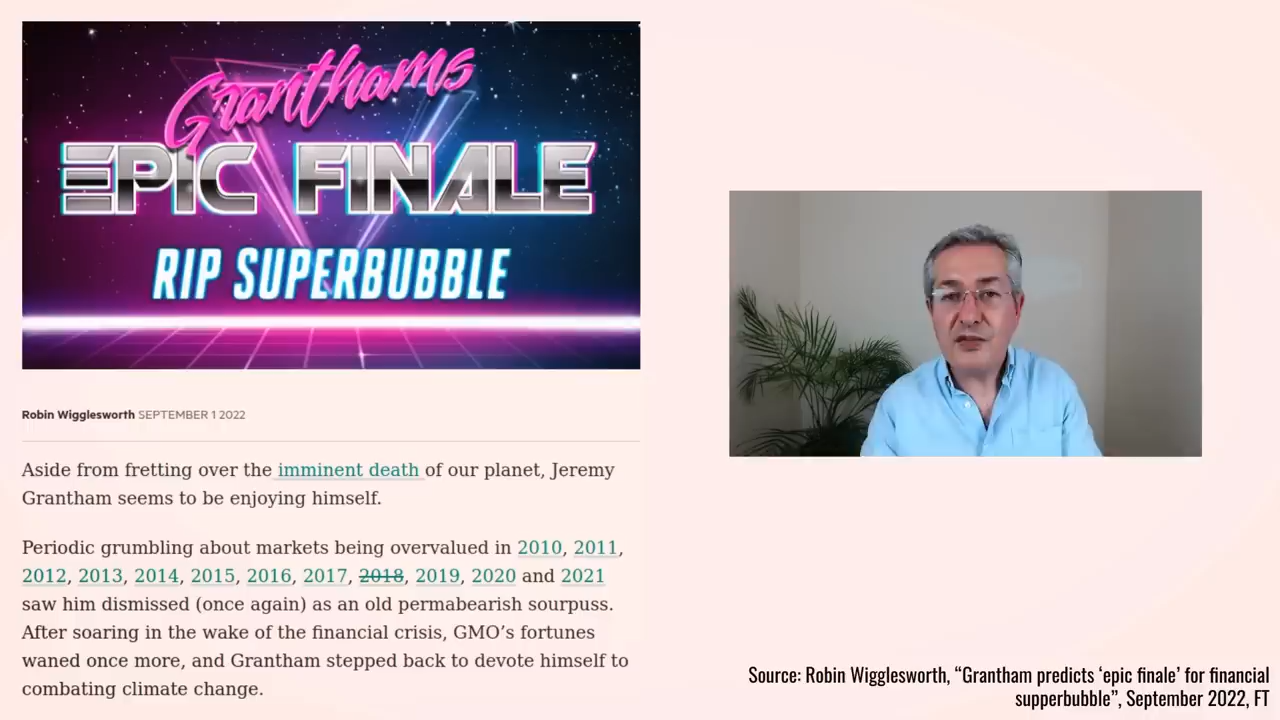 Granthams
EPIC FINALE
RIP SUPERBUBBLE
Robin Wigglesworth SEPTEMBER 1 2022
Aside from fretting over the imminent death of our planet, Jeremy
Grantham seems to be enjoying himself.
Periodic grumbling about markets being overvalued in 2010, 2011,
2012, 2013, 2014, 2015, 2016, 2017, 2018, 2019, 2020 and 2021
saw him dismissed (once again) as an old permabearish sourpuss.
After soaring in the wake of the financial crisis, GMO’s fortunes
waned once more, and Grantham stepped back to devote himself to
combating climate change.
Source: Robin Wigglesworth, “Grantham predicts ‘epic finale’ for financial
supperbubble”, September 2022, FT